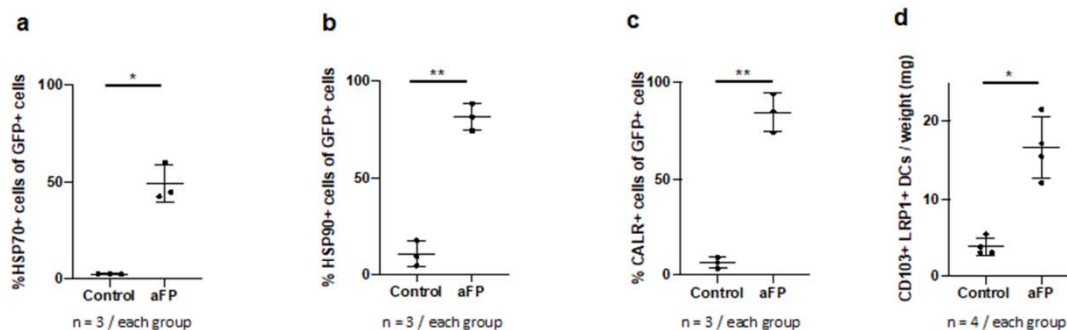 a
b
c
d
*
**
**
*
%HSP70+ cells of GFP+ cells
100
50
0
Control aFP
n = 3 / each group
% HSP90+ cells of GFP+ cells
100
50
0
Control aFP
n = 3 / each group
% CALR+ cells of GFP+ cells
100
50
0
Control aFP
n = 3 / each group
CD103+ LRP1+ DCs / weight (mg)
20
10
0
Control aFP
n = 4 / each group